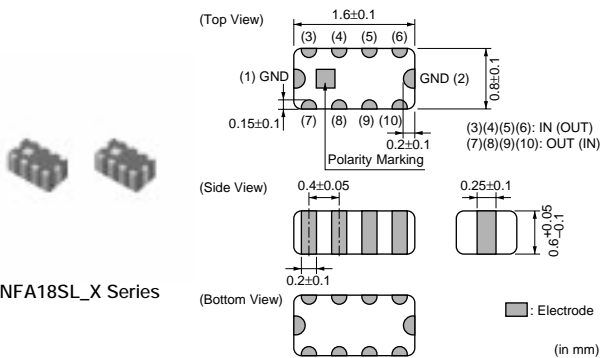 (Top View)
1.6±0.1
(3) (4) (5) (6)
(1) GND
GND (2)
0.8±0.1
0.15±0.1
(7) (8) (9) (10)
0.2±0.1
Polarity Marking
(3)(4)(5)(6): IN (OUT)
(7)(8)(9)(10): OUT (IN)
(Side View)
0.4±0.05
0.25±0.1
0.6+0.05
−0.1
0.2±0.1
NFA18SL_X Series
(Bottom View)
: Electrode
(in mm)